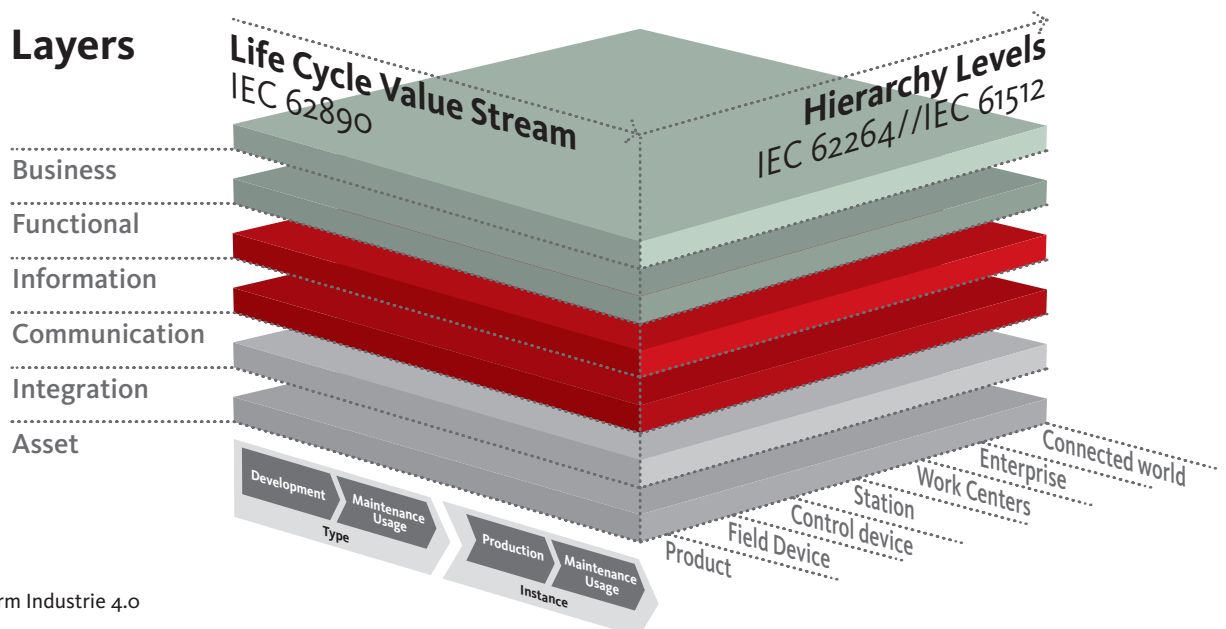 Layers
Life Cycle Value Stream
IEC 62890
Hierarchy Levels
IEC 62264//IEC 61512
Business
Functional
Information
Communication
Integration
Asset
Development
Maintenance
Usage
Type
Production
Maintenance
Usage
Instance
Product
Field Device
Control device
Station
Work Centers
Enterprise
Connected world
Industrie 4.0